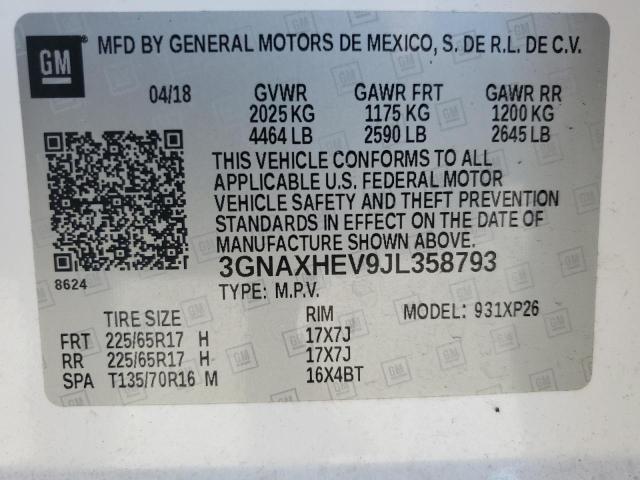 GM
MFD BY GENERAL MOTORS DE MEXICO, S. DE R.L. DE C.V.
04/18 GVWR GAWR FRT GAWR RR
2025 KG 1175 KG 1200 KG
4464 LB 2590 LB 2645 LB
THIS VEHICLE CONFORMS TO ALL
APPLICABLE U.S. FEDERAL MOTOR
VEHICLE SAFETY AND THEFT PREVENTION
STANDARDS IN EFFECT ON THE DATE OF
MANUFACTURE SHOWN ABOVE.
8624
3GNAXHEV9JL358793
TYPE: M.P.V. MODEL: 931XP26
TIRE SIZE RIM
FRT 225/65R17 H 17X7J
RR 225/65R17 H 17X7J
SPA T135/70R16 M 16X4BT